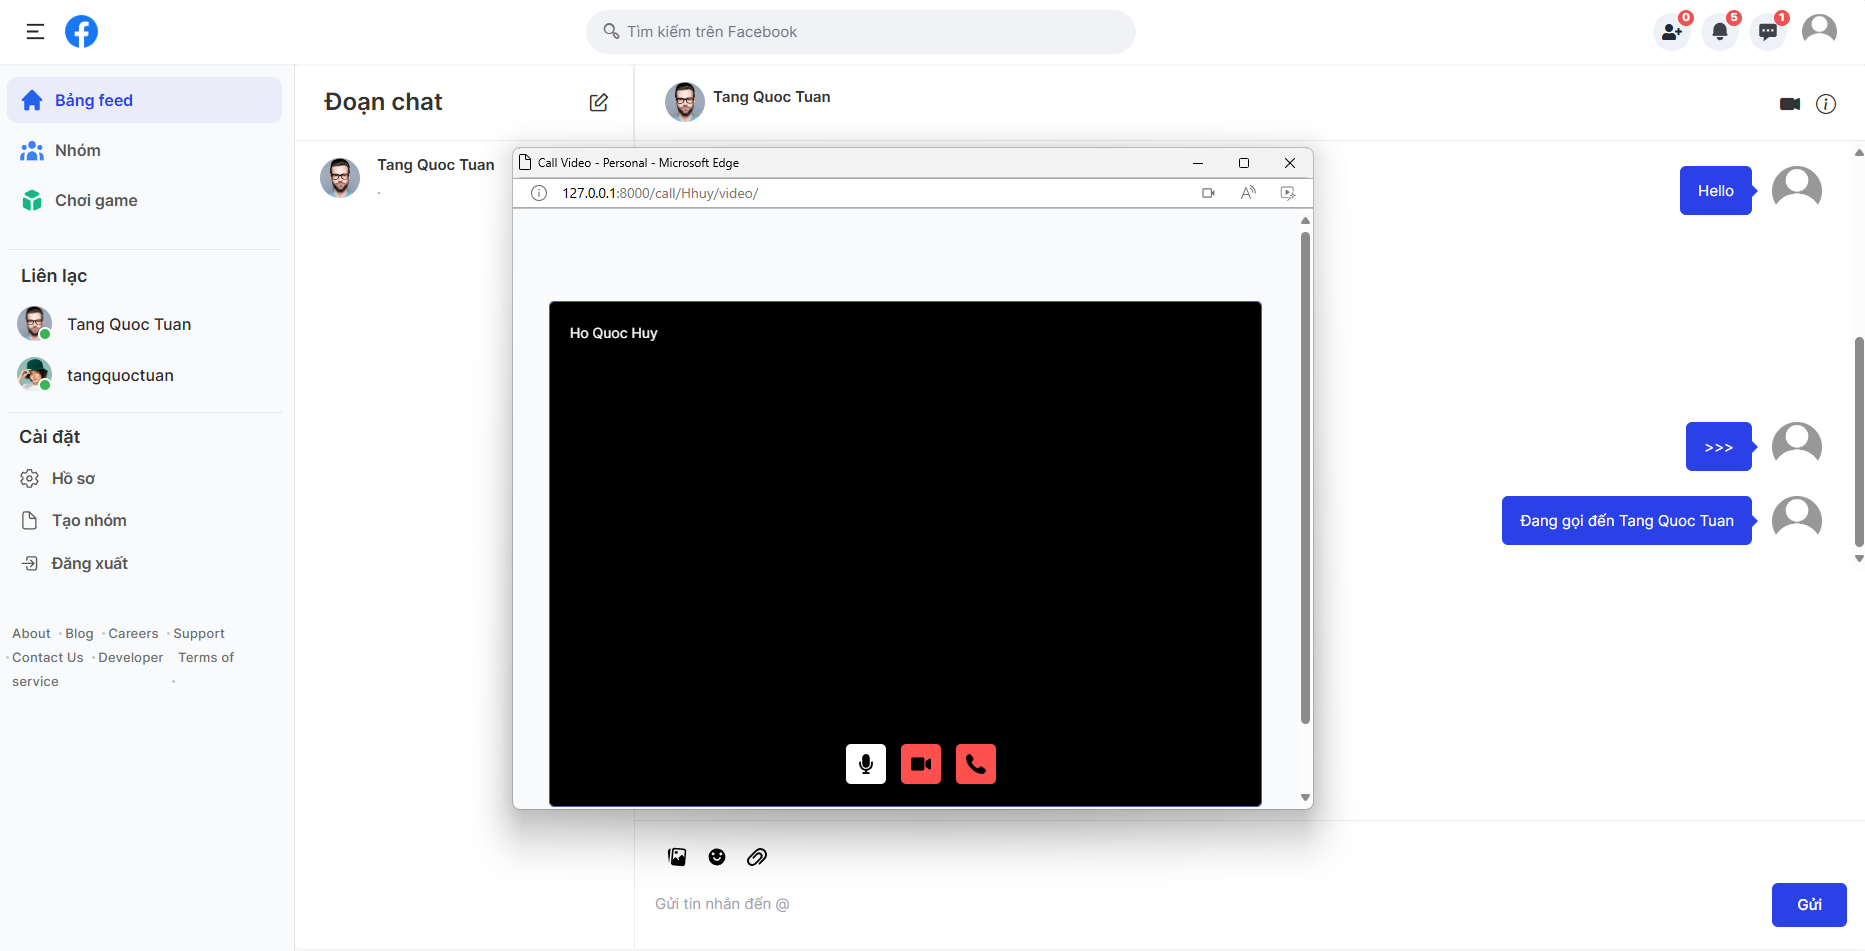 Tìm kiếm trên Facebook
0
5
1
Bảng feed
Nhóm
Chơi game
Liên lạc
Tang Quoc Tuan
tangquoctuan
Cài đặt
Hồ sơ
Tạo nhóm
Đăng xuất
About · Blog · Careers · Support
· Contact Us · Developer Terms of
service ·
Đoạn chat
Tang Quoc Tuan
.
Tang Quoc Tuan
Call Video - Personal - Microsoft Edge
127.0.0.1:8000/call/Hhuy/video/
Ho Quoc Huy
Hello
>>>
Đang gọi đến Tang Quoc Tuan
Gửi tin nhắn đến @
Gửi